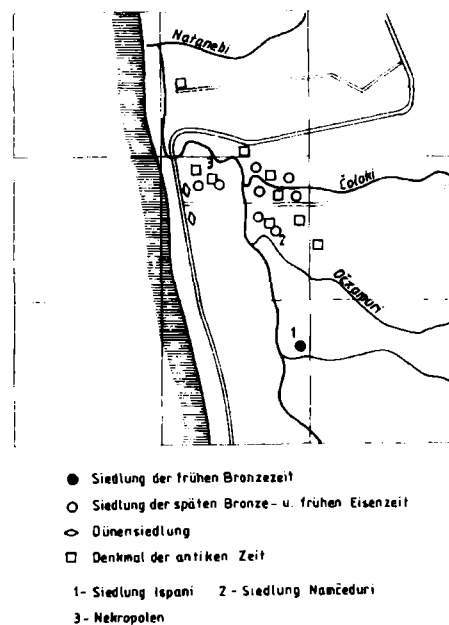 Natanebi
3
Čoloki
2
Očxamuri
1
Siedlung der frühen Bronzezeit
Siedlung der späten Bronze- u. frühen Eisenzeit
Dünensiedlung
Denkmal der antiken Zeit
1- Siedlung Ispani 2 - Siedlung Namčeduri
3- Nekropolen